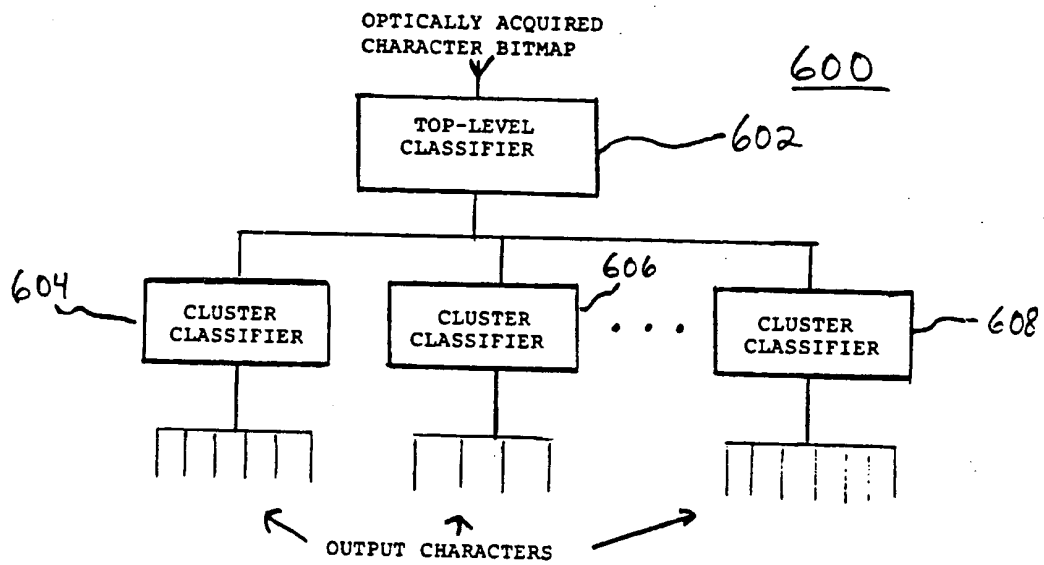 OPTICALLY ACQUIRED
CHARACTER BITMAP
600
TOP-LEVEL
CLASSIFIER
602
604
606
608
CLUSTER
CLASSIFIER
CLUSTER
CLASSIFIER
CLUSTER
CLASSIFIER
OUTPUT CHARACTERS